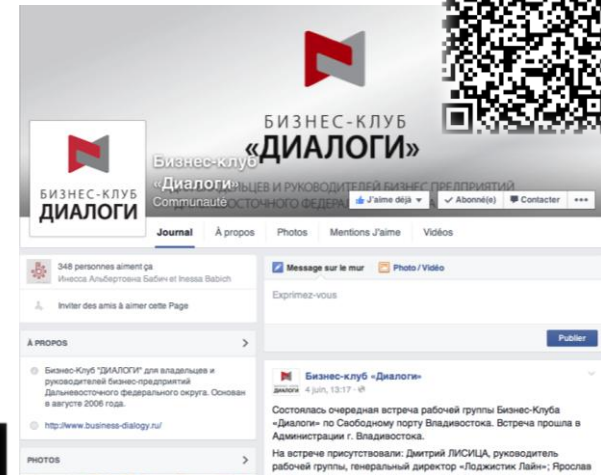 БИЗНЕС-КЛУБ
«ДИАЛОГИ»
БИЗНЕС-КЛУБ
ДИАЛОГИ
Бизнес-клуб
«Диалоги»
Communauté
И РУКОВОДИТЕЛЕЙ БИЗНЕС ПРЕДПРИЯТИЙ
J'aime déjà
Abonné(e)
Contacter
Journal
À propos
Photos
Mentions J'aime
Vidéos
348 personnes aiment ça
Инесса Альбертовна Бабич et Inessa Babich
Inviter des amis à aimer cette Page
À PROPOS
Бизнес-Клуб "ДИАЛОГИ" для владельцев и
руководителей бизнес-предприятий
Дальневосточного федерального округа. Основан
в августе 2006 года.
http://www.business-dialogy.ru/
PHOTOS
Message sur le mur
Photo / Vidéo
Exprimez-vous
Publier
Бизнес-клуб «Диалоги»
4 juin, 13:17
Состоялась очередная встреча рабочей группы Бизнес-Клуба
«Диалоги» по Свободному порту Владивостока. Встреча прошла в
Администрации г. Владивостока.
На встрече присутствовали: Дмитрий ЛИСИЦА, руководитель
рабочей группы, генеральный директор «Лоджистик Лайн»; Ярослав